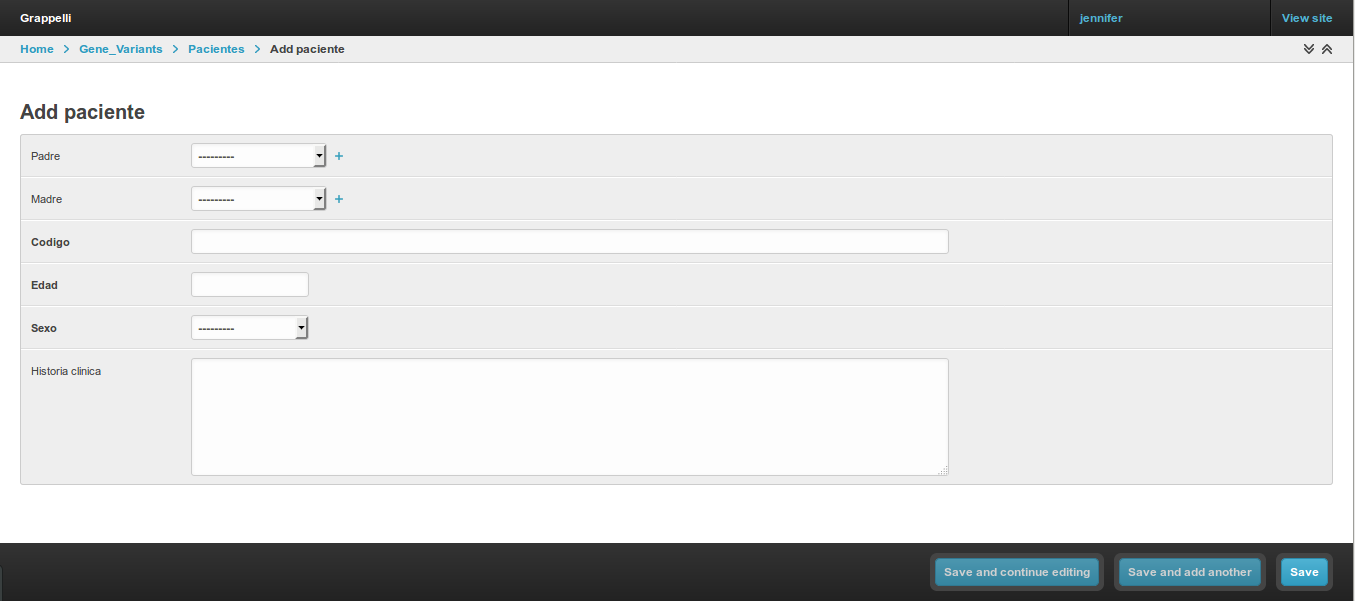 Grappelli jennifer View site
Home > Gene_Variants > Pacientes > Add paciente
Add paciente
Padre --------- +
Madre --------- +
Codigo
Edad
Sexo ---------
Historia clinica
Save and continue editing Save and add another Save